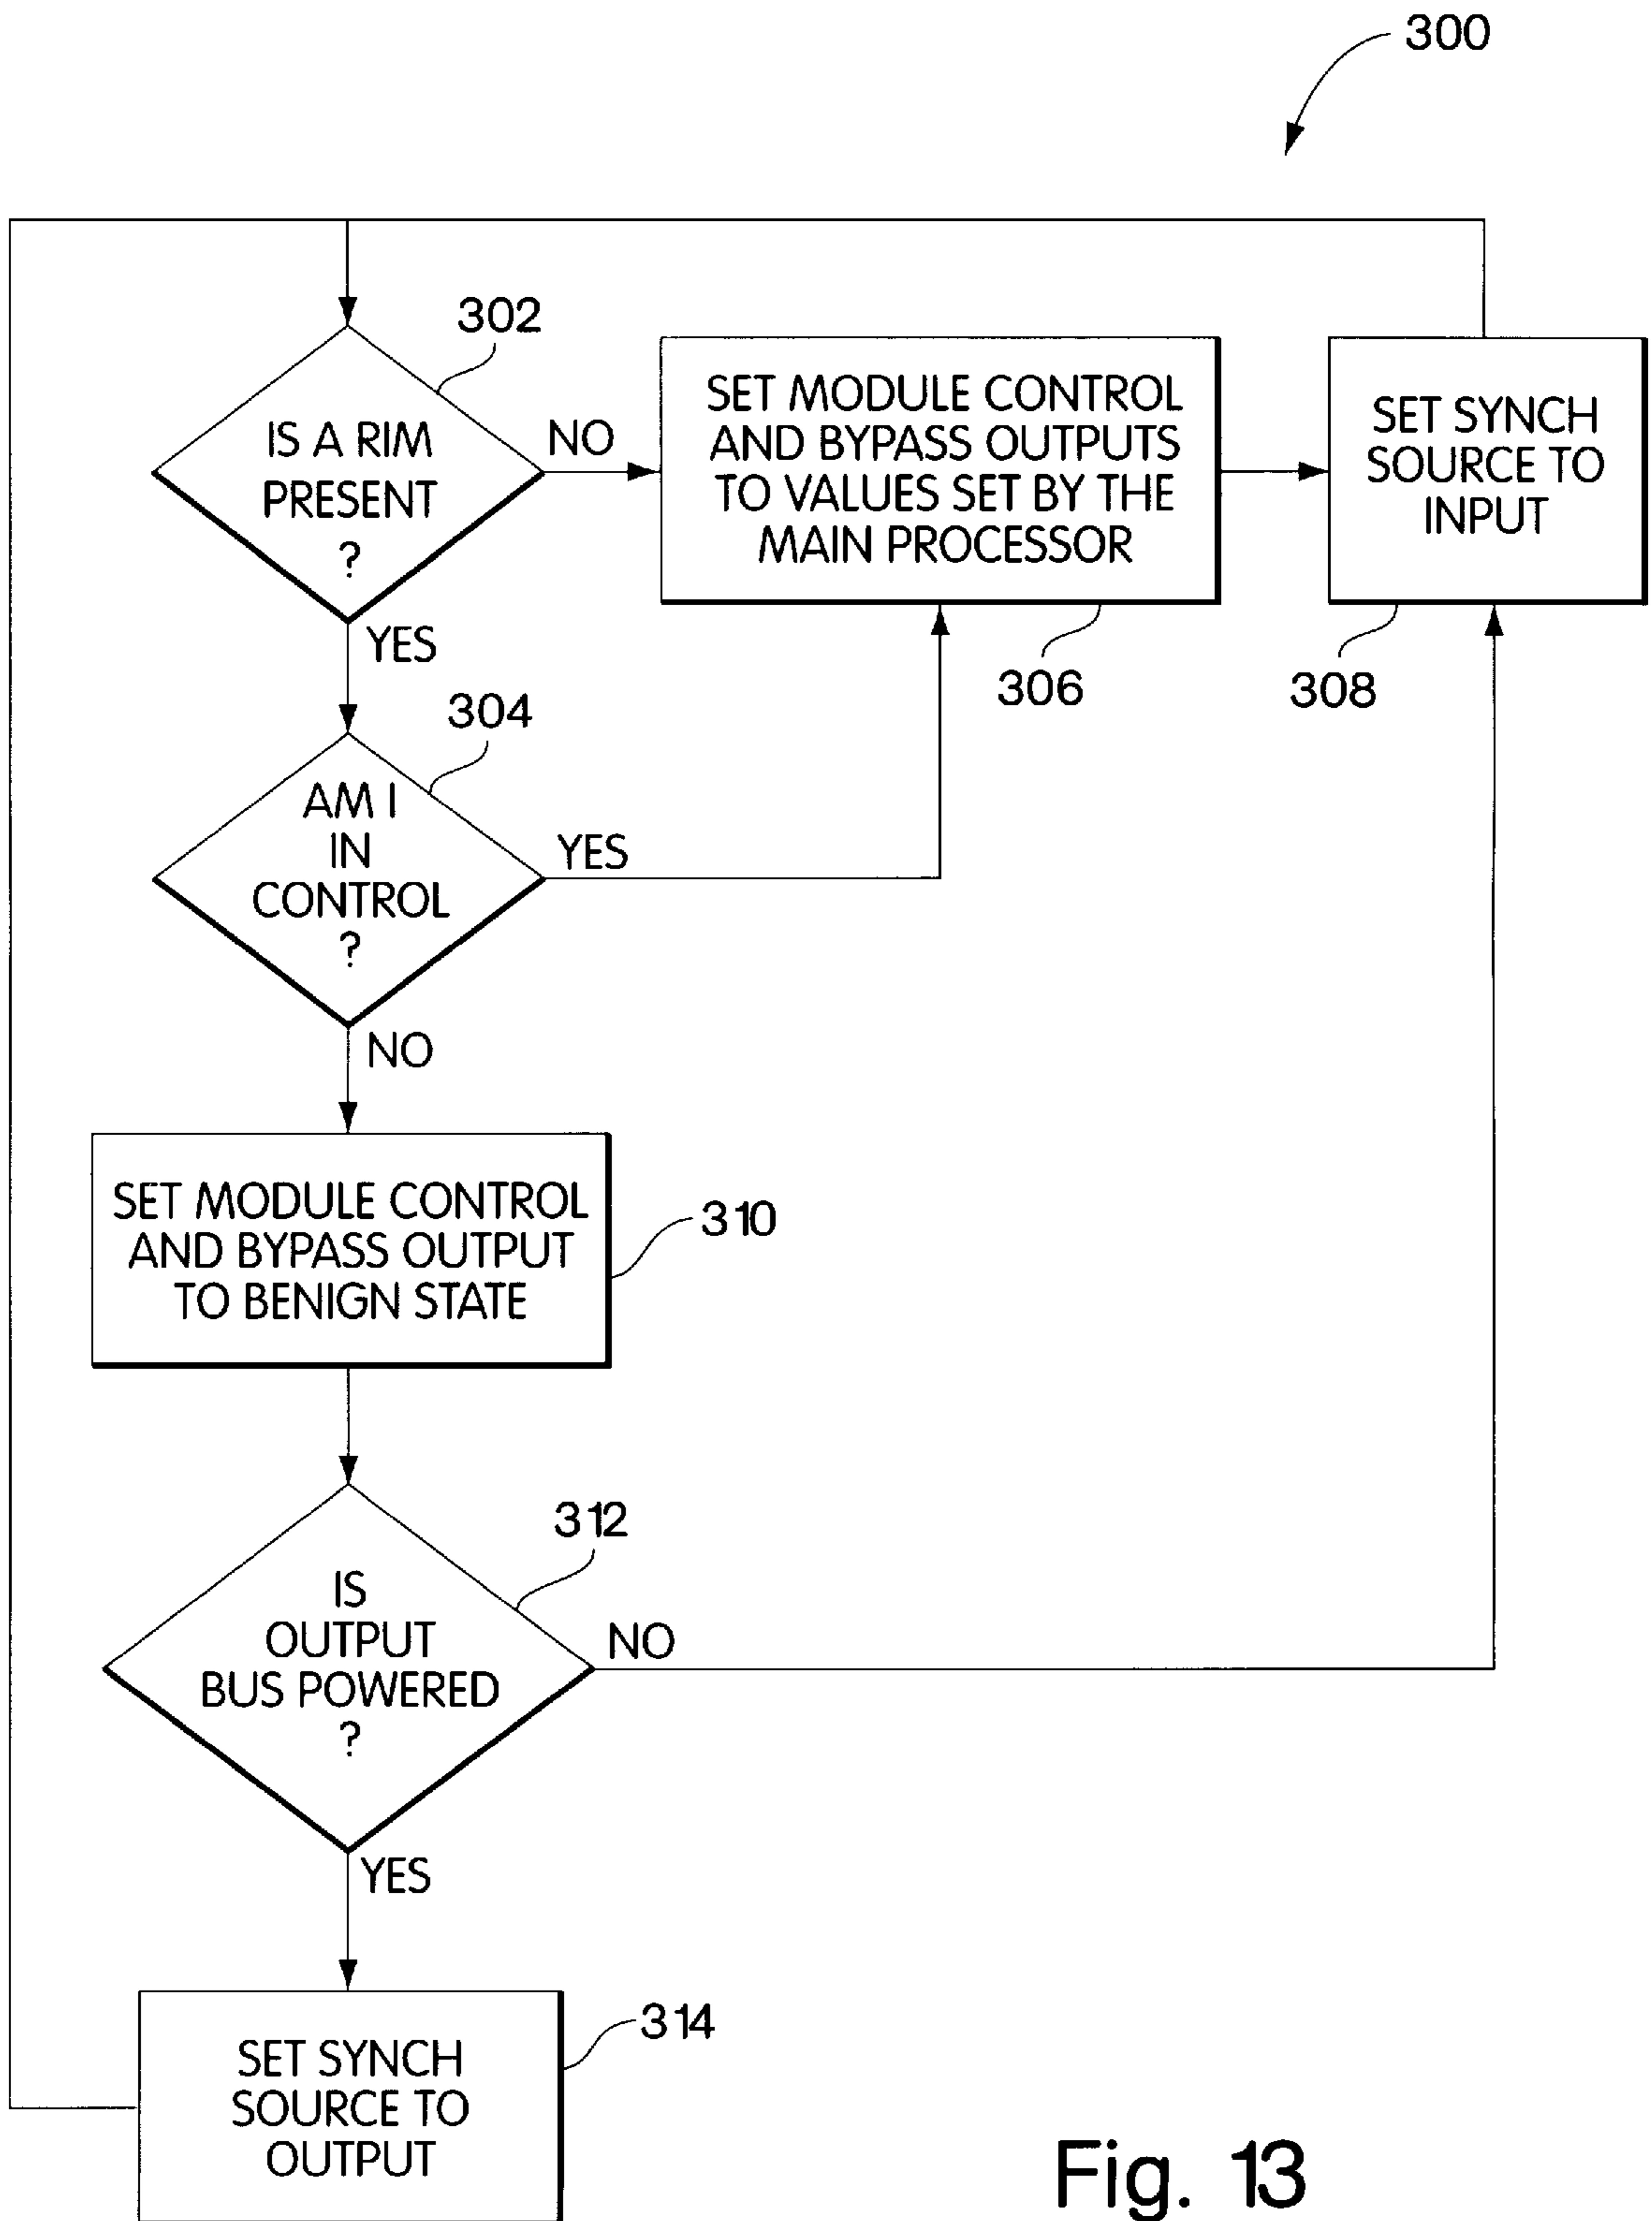 300
302
IS A RIM
PRESENT
?
NO
YES
SET MODULE CONTROL
AND BYPASS OUTPUTS
TO VALUES SET BY THE
MAIN PROCESSOR
306
SET SYNCH
SOURCE TO
INPUT
308
304
AM I
IN
CONTROL
?
YES
NO
SET MODULE CONTROL
AND BYPASS OUTPUT
TO BENIGN STATE
310
312
IS
OUTPUT
BUS POWERED
?
NO
YES
SET SYNCH
SOURCE TO
OUTPUT
314
Fig. 13